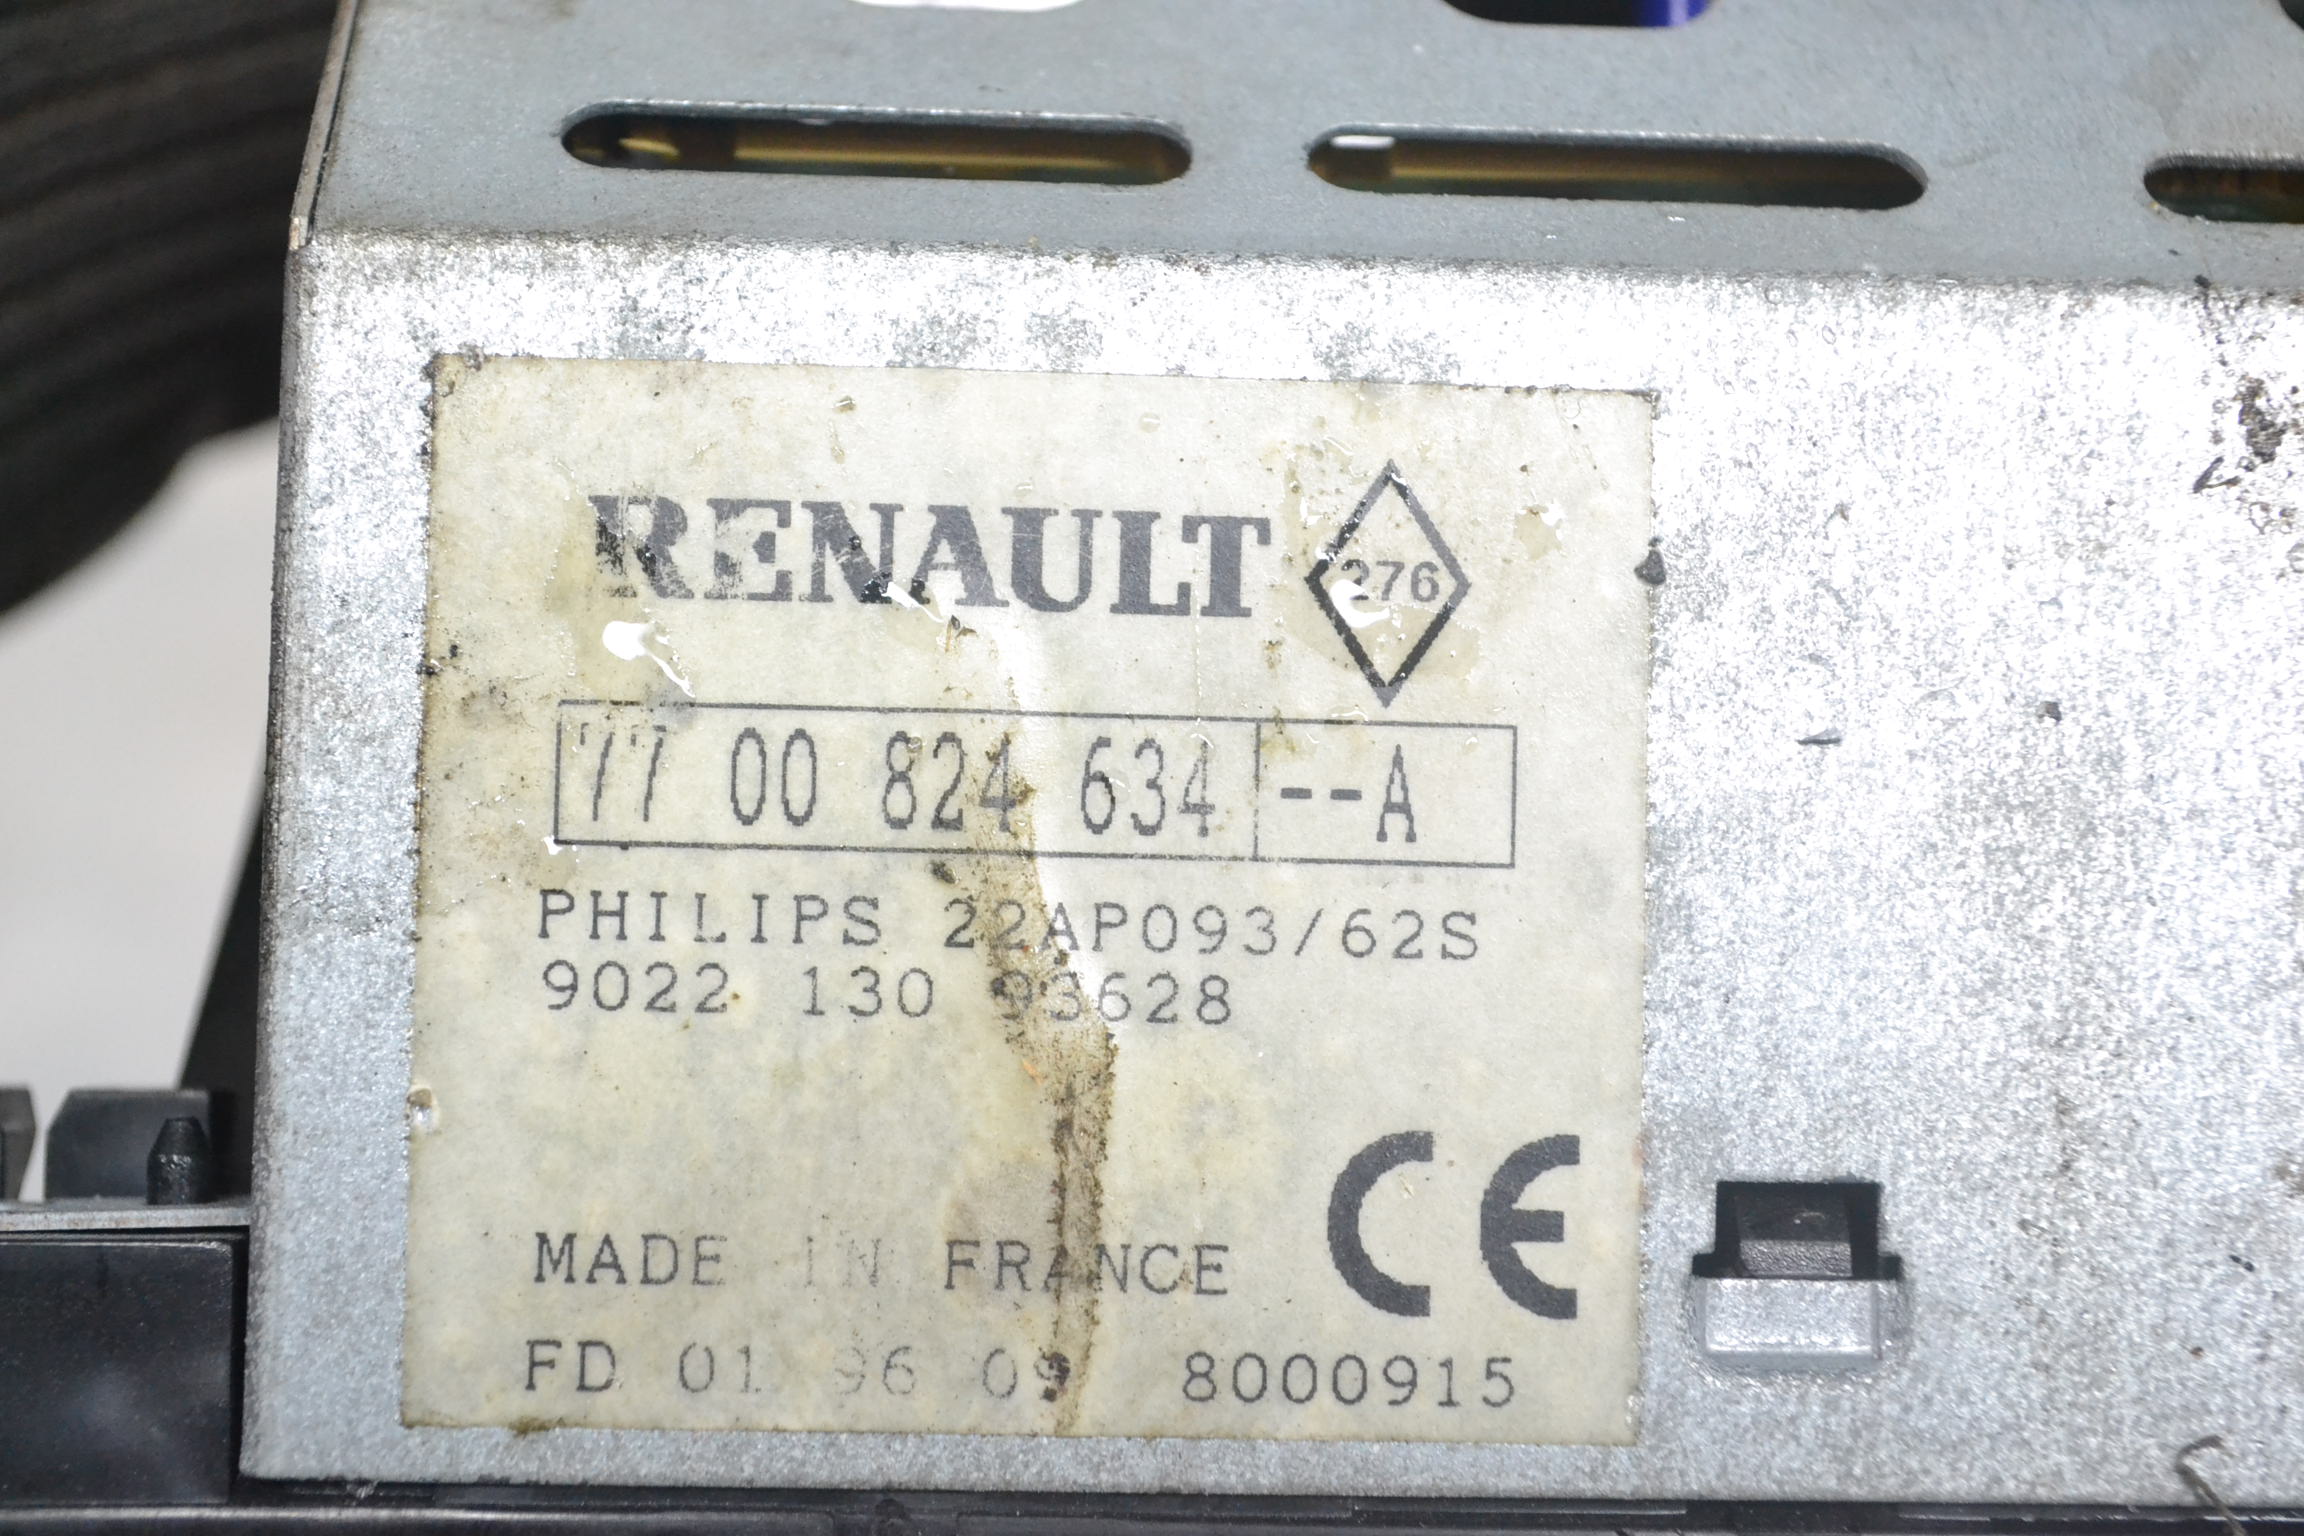 RENAULT 276
77 00 824 634 --A
PHILIPS 22AP093/62S
9022 130 93628
MADE IN FRANCE
CE
FD 01 96 09 8000915